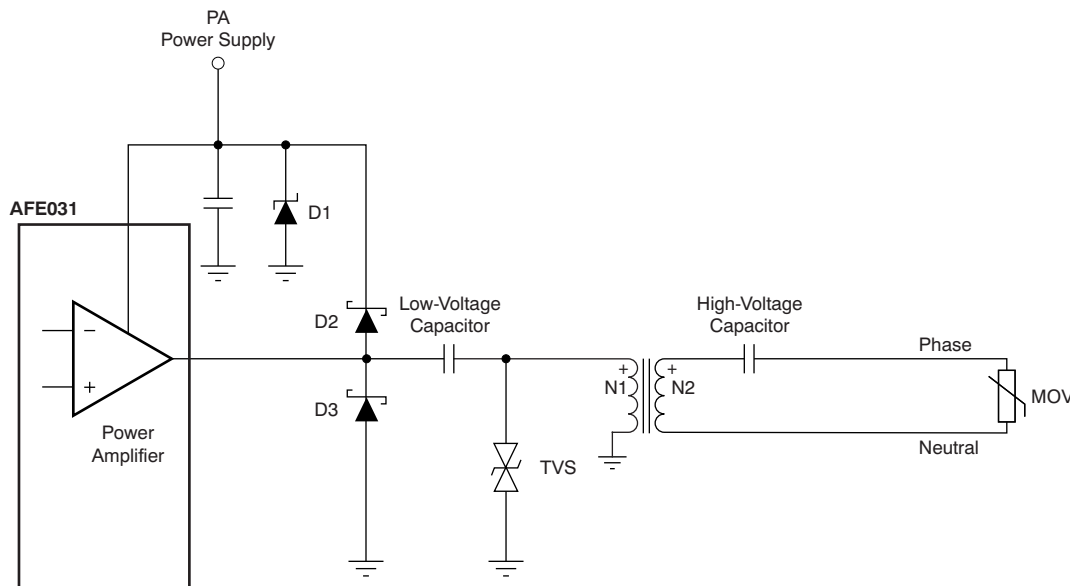 PA
Power Supply
AFE031
D1
D2
D3
Low-Voltage
Capacitor
High-Voltage
Capacitor
Phase
+
N1
+
N2
MOV
−
+
Power
Amplifier
TVS
Neutral